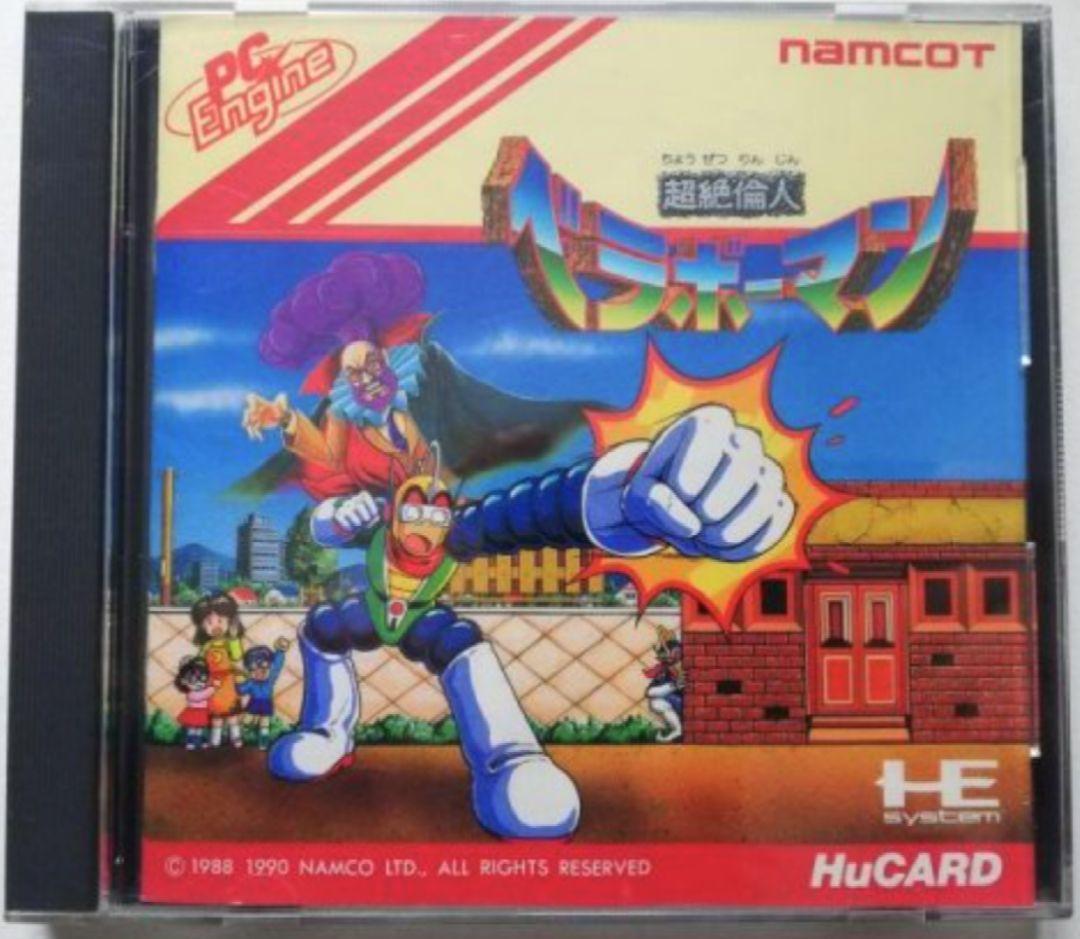 PC Engine
namcoT
ちょう ぜつ りん じん
超絶倫人
ベラボーマン
HE
system
© 1988 1990 NAMCO LTD., ALL RIGHTS RESERVED
HuCARD